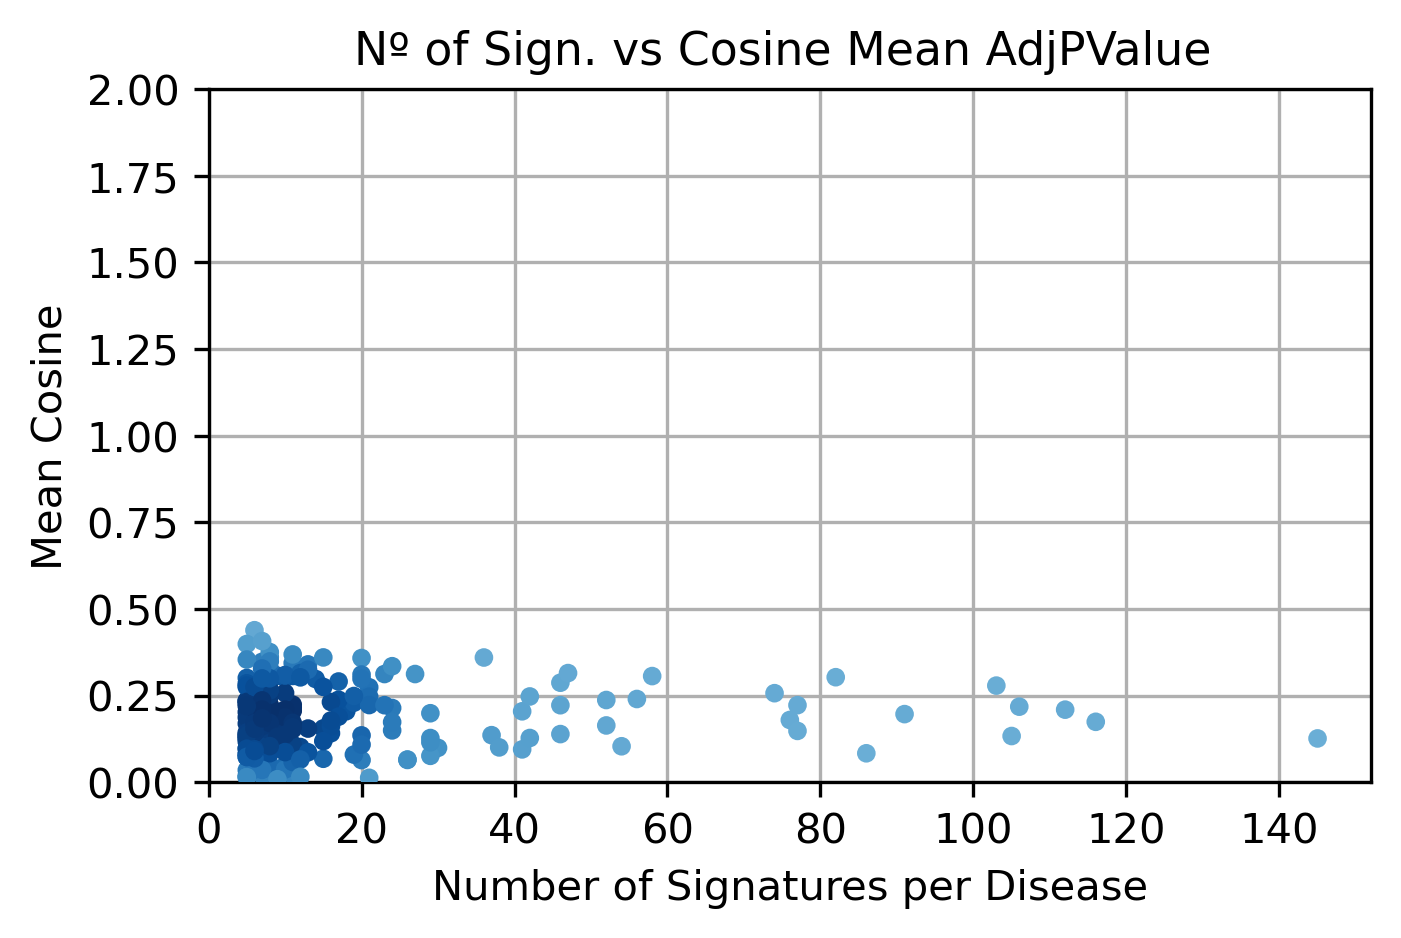 Nº of Sign. vs Cosine Mean AdjPValue
2.00
1.75
1.50
1.25
1.00
0.75
0.50
0.25
0.00
Mean Cosine
0 20 40 60 80 100 120 140
Number of Signatures per Disease